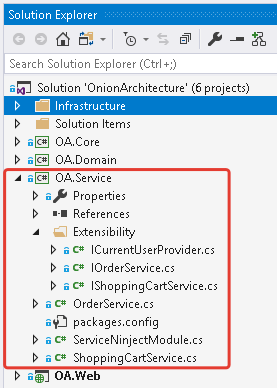 Solution Explorer
Search Solution Explorer (Ctrl+;)
Solution 'OnionArchitecture' (6 projects)
Infrastructure
Solution Items
C# OA.Core
C# OA.Domain
C# OA.Service
Properties
References
Extensibility
C# ICurrentUserProvider.cs
C# IOrderService.cs
C# IShoppingCartService.cs
C# OrderService.cs
packages.config
C# ServiceNinjectModule.cs
C# ShoppingCartService.cs
OA.Web